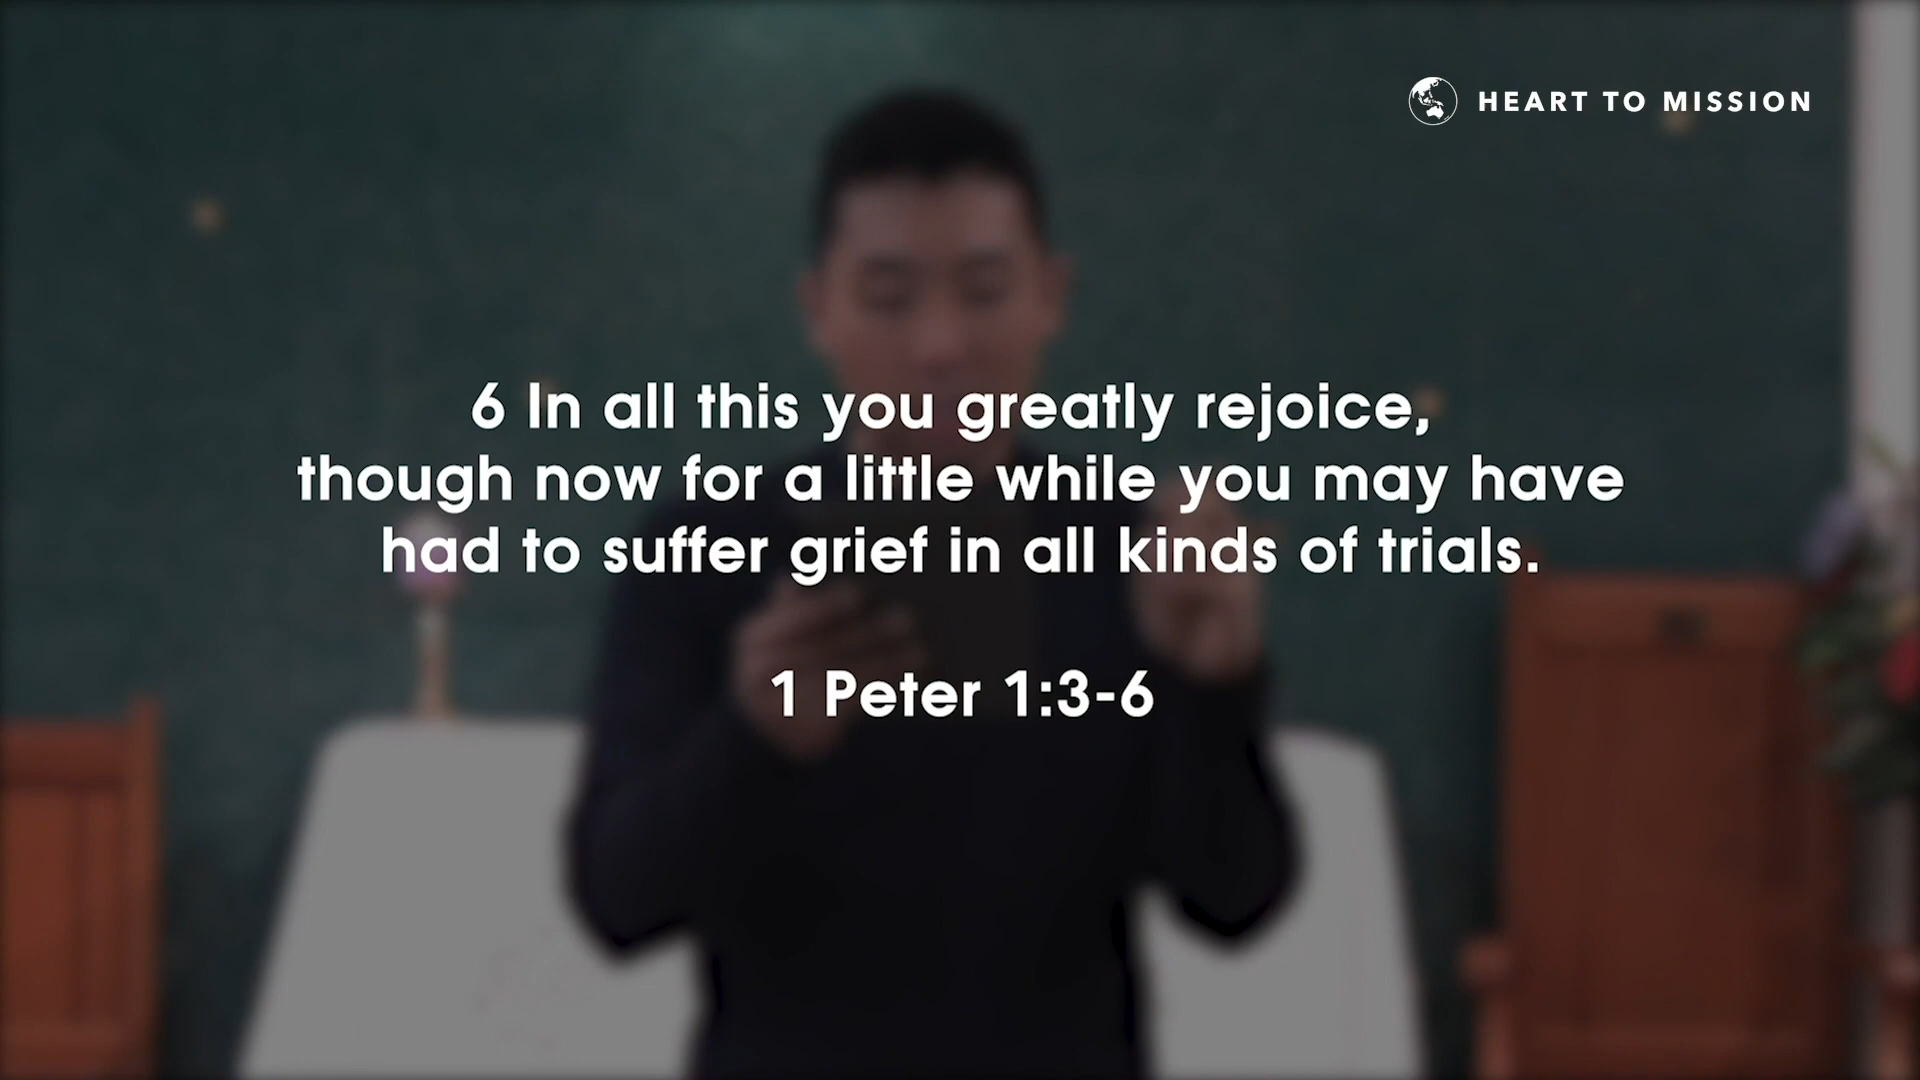 HEART TO MISSION
6 In all this you greatly rejoice,
though now for a little while you may have
had to suffer grief in all kinds of trials.
1 Peter 1:3-6